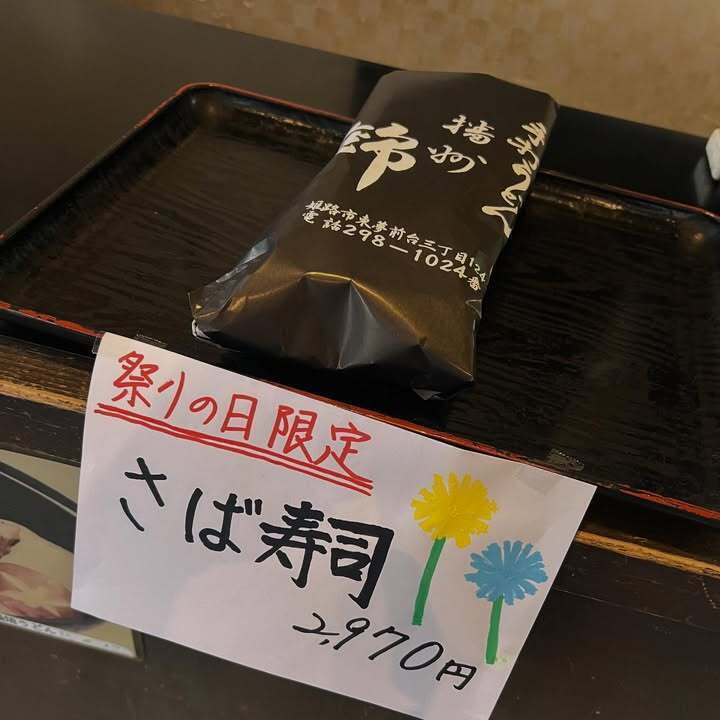 手打うどん
播州
市
姫路市東夢前台三丁目124
電話298-1024番
祭りの日限定
さば寿司
2,970円